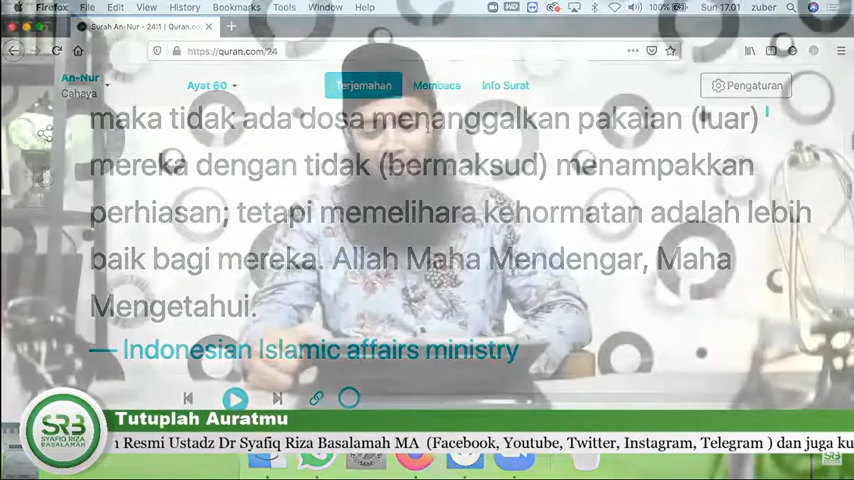 Firefox File Edit View History Bookmarks Tools Window Help 100% Sun 17.01 zuber
Surah An-Nur - 24:1 | Quran.co
https://quran.com/24
An-Nur
Cahaya
Ayat 60
Terjemahan
Membaca
Info Surat
Pengaturan
maka tidak ada dosa menanggalkan pakaian (luar)
mereka dengan tidak (bermaksud) menampakkan
perhiasan; tetapi memelihara kehormatan adalah lebih
baik bagi mereka. Allah Maha Mendengar, Maha
Mengetahui.
— Indonesian Islamic affairs ministry
SRB
SYAFIQ RIZA
BASALAMAH
Tutuplah Auratmu
n Resmi Ustadz Dr Syafiq Riza Basalamah MA (Facebook, Youtube, Twitter, Instagram, Telegram ) dan juga ku
SRB